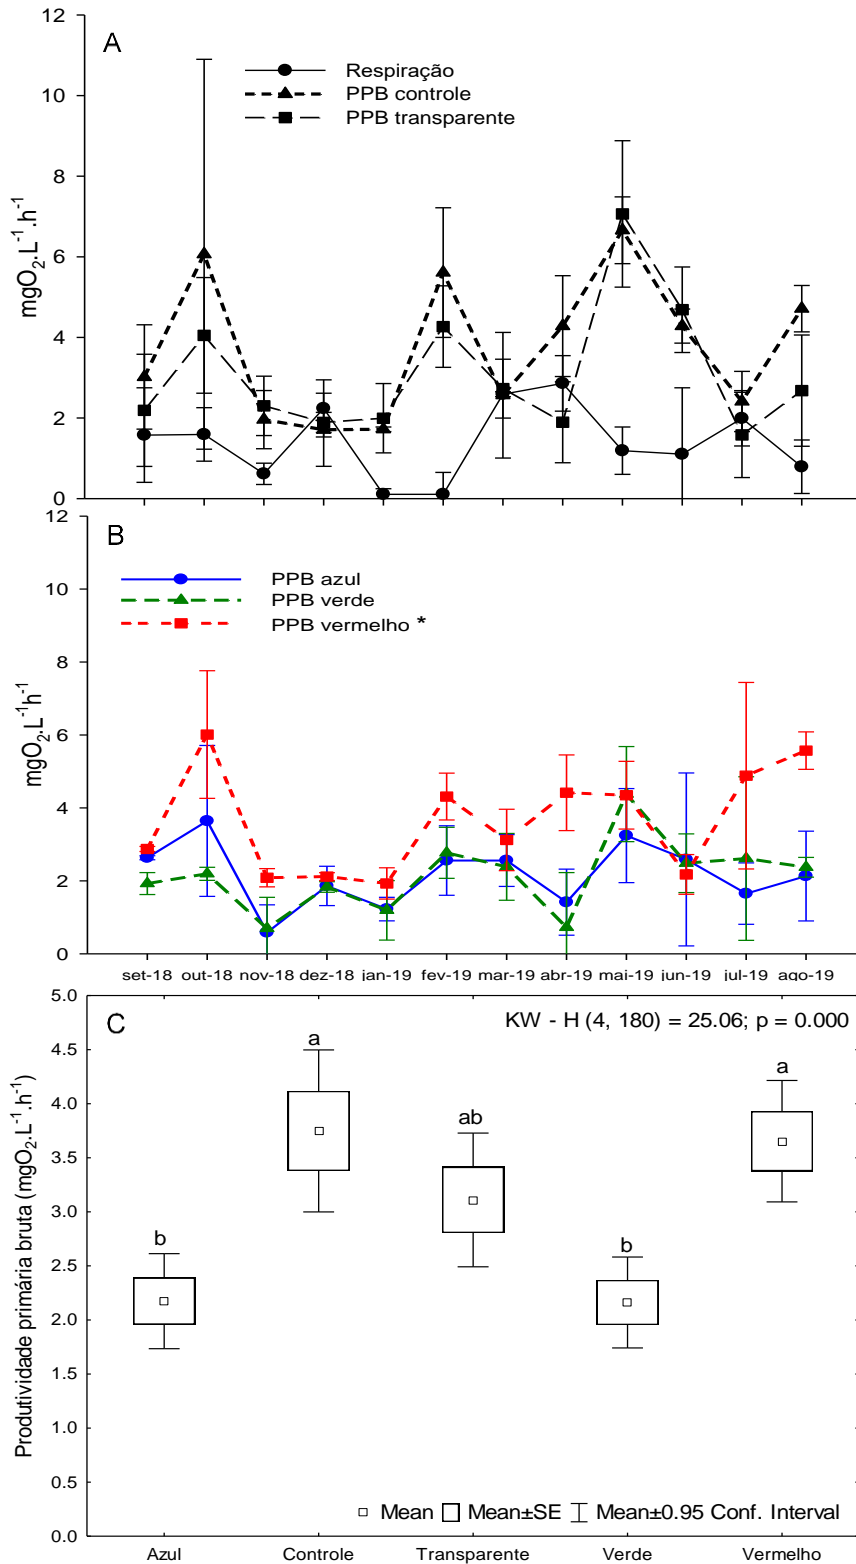 12
A
Respiração
PPB controle
PPB transparente
10
8
6
4
2
0
mgO2.L-1.h-1
12
B
PPB azul
PPB verde
PPB vermelho *
10
8
6
4
2
0
mgO2.L-1h-1
set-18 out-18 nov-18 dez-18 jan-19 fev-19 mar-19 abr-19 mai-19 jun-19 jul-19 ago-19
5.0
C
KW - H (4, 180) = 25.06; p = 0.000
4.5
4.0
3.5
3.0
2.5
2.0
1.5
1.0
0.5
0.0
Produtividade primária bruta (mgO2.L-1.h-1)
b
a
ab
b
a
Mean Mean±SE Mean±0.95 Conf. Interval
Azul Controle Transparente Verde Vermelho